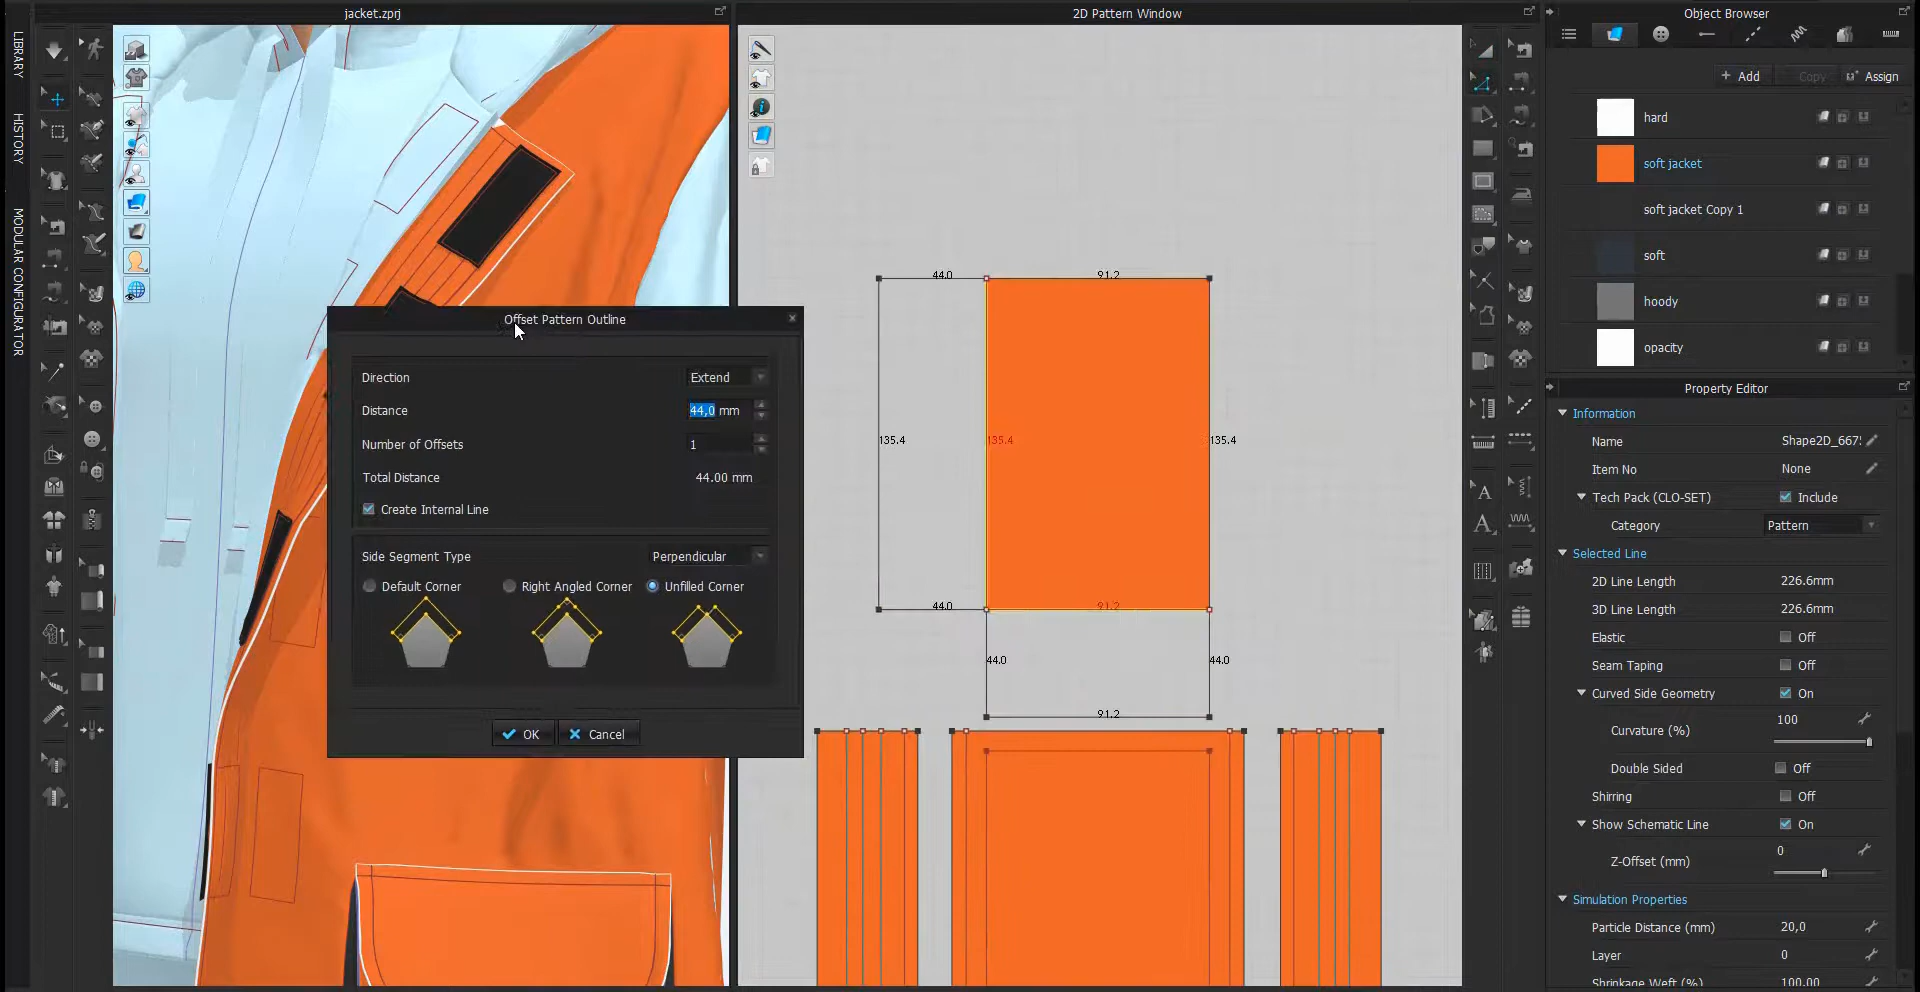 jacket.zprj
2D Pattern Window
Object Browser
LIBRARY
HISTORY
MODULAR CONFIGURATOR
+ Add
Copy
Assign
hard
soft jacket
soft jacket Copy 1
soft
hoody
opacity
44.0
91.2
135.4
135.4
135.4
44.0
91.2
44.0
44.0
91.2
Offset Pattern Outline
Direction Extend
Distance 44,0 mm
Number of Offsets 1
Total Distance 44.00 mm
Create Internal Line
Side Segment Type Perpendicular
Default Corner Right Angled Corner Unfilled Corner
OK Cancel
A
A
Property Editor
Information
Name Shape2D_667
Item No None
Tech Pack (CLO-SET) Include
Category Pattern
Selected Line
2D Line Length 226.6mm
3D Line Length 226.6mm
Elastic Off
Seam Taping Off
Curved Side Geometry On
Curvature (%) 100
Double Sided Off
Shirring Off
Show Schematic Line On
Z-Offset (mm) 0
Simulation Properties
Particle Distance (mm) 20,0
Layer 0
Shrinkage Weft (%) 100.00